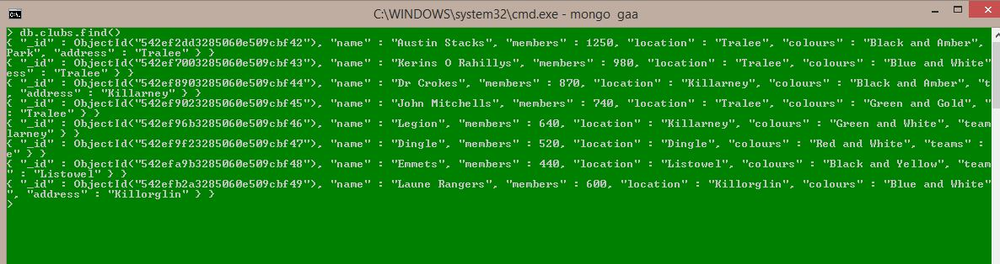 C:\WINDOWS\system32\cmd.exe - mongo gaa
> db.clubs.find()
{ "_id" : ObjectId("542ef2dd3285060e509cbf42"), "name" : "Austin Stacks", "members" : 1250, "location" : "Tralee", "colours" : "Black and Amber",
Park", "address" : "Tralee" } }
{ "_id" : ObjectId("542ef7003285060e509cbf43"), "name" : "Kerins O Rahillys", "members" : 980, "location" : "Tralee", "colours" : "Blue and White"
ess" : "Tralee" } }
{ "_id" : ObjectId("542ef8903285060e509cbf44"), "name" : "Dr Crokes", "members" : 870, "location" : "Killarney", "colours" : "Black and Amber", "t
, "address" : "Killarney" } }
{ "_id" : ObjectId("542ef9023285060e509cbf45"), "name" : "John Mitchells", "members" : 740, "location" : "Tralee", "colours" : "Green and Gold", "
: "Tralee" } }
{ "_id" : ObjectId("542ef96b3285060e509cbf46"), "name" : "Legion", "members" : 640, "location" : "Killarney", "colours" : "Green and White", "team
larney" } }
{ "_id" : ObjectId("542ef9f23285060e509cbf47"), "name" : "Dingle", "members" : 520, "location" : "Dingle", "colours" : "Red and White", "teams" :
e" } }
{ "_id" : ObjectId("542efa9b3285060e509cbf48"), "name" : "Emmets", "members" : 440, "location" : "Listowel", "colours" : "Black and Yellow", "team
" : "Listowel" } }
{ "_id" : ObjectId("542efb2a3285060e509cbf49"), "name" : "Laune Rangers", "members" : 600, "location" : "Killorglin", "colours" : "Blue and White"
", "address" : "Killorglin" } }
>